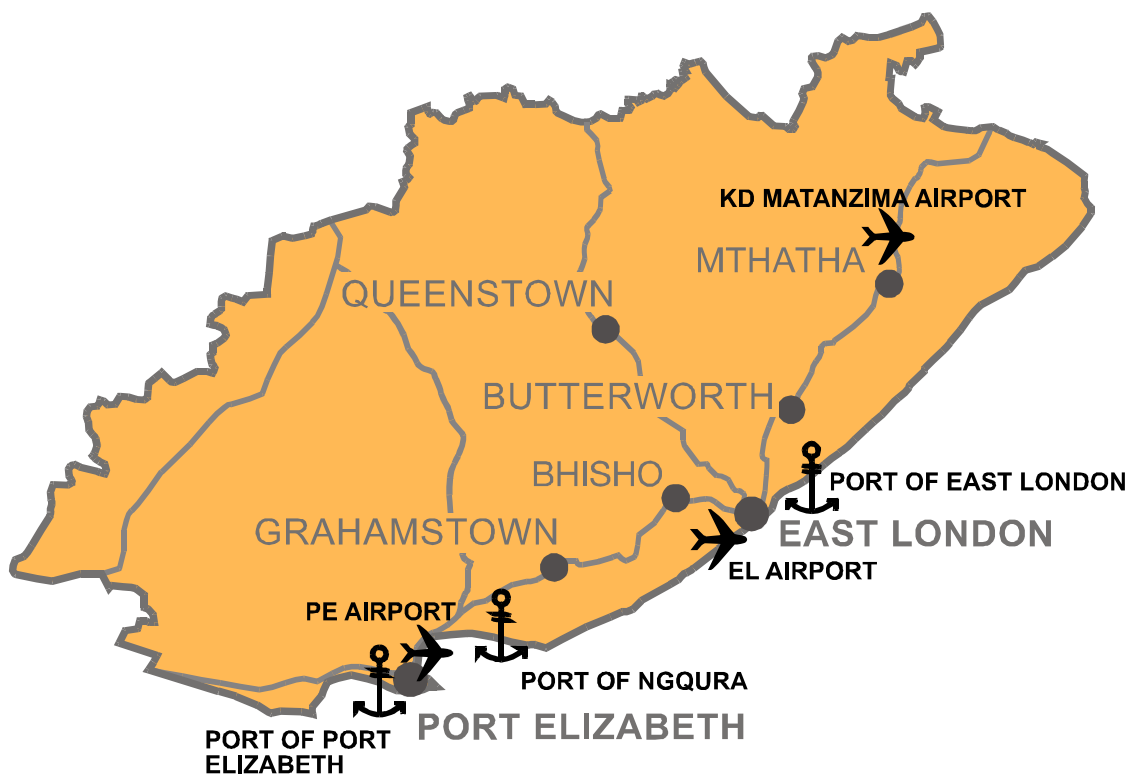 KD MATANZIMA AIRPORT
MTHATHA
QUEENSTOWN
BUTTERWORTH
BHISHO
PORT OF EAST LONDON
GRAHAMSTOWN
EAST LONDON
EL AIRPORT
PE AIRPORT
PORT OF NGQURA
PORT ELIZABETH
PORT OF PORT
ELIZABETH